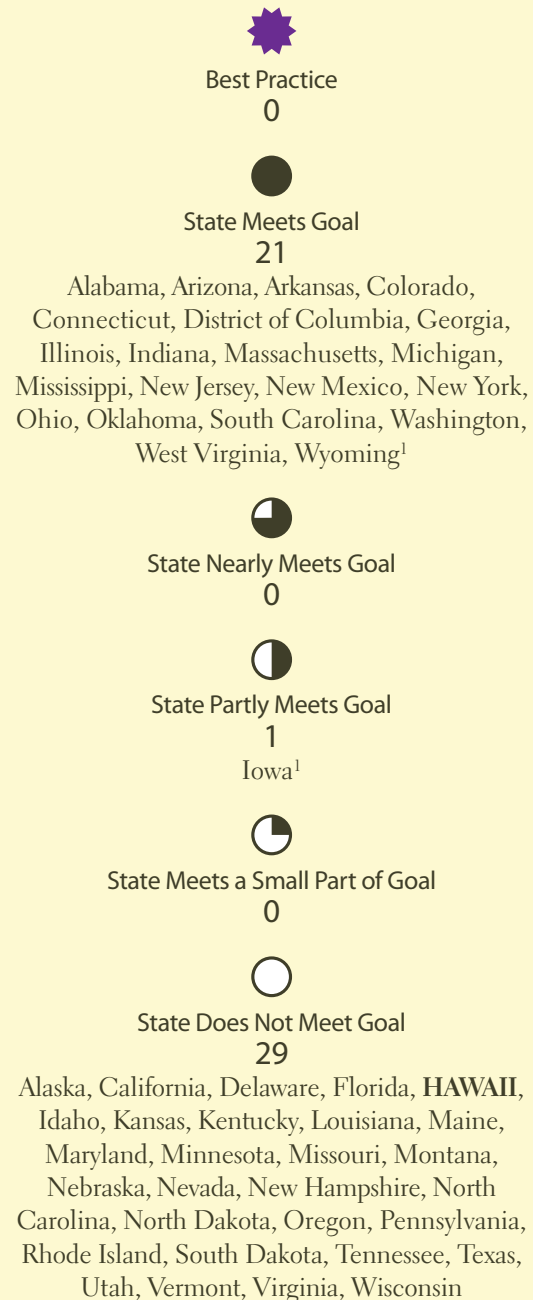 Best Practice
0
State Meets Goal
21
Alabama, Arizona, Arkansas, Colorado,
Connecticut, District of Columbia, Georgia,
Illinois, Indiana, Massachusetts, Michigan,
Mississippi, New Jersey, New Mexico, New York,
Ohio, Oklahoma, South Carolina, Washington,
West Virginia, Wyoming¹
State Nearly Meets Goal
0
State Partly Meets Goal
1
Iowa¹
State Meets a Small Part of Goal
0
State Does Not Meet Goal
29
Alaska, California, Delaware, Florida, HAWAII,
Idaho, Kansas, Kentucky, Louisiana, Maine,
Maryland, Minnesota, Missouri, Montana,
Nebraska, Nevada, New Hampshire, North
Carolina, North Dakota, Oregon, Pennsylvania,
Rhode Island, South Dakota, Tennessee, Texas,
Utah, Vermont, Virginia, Wisconsin